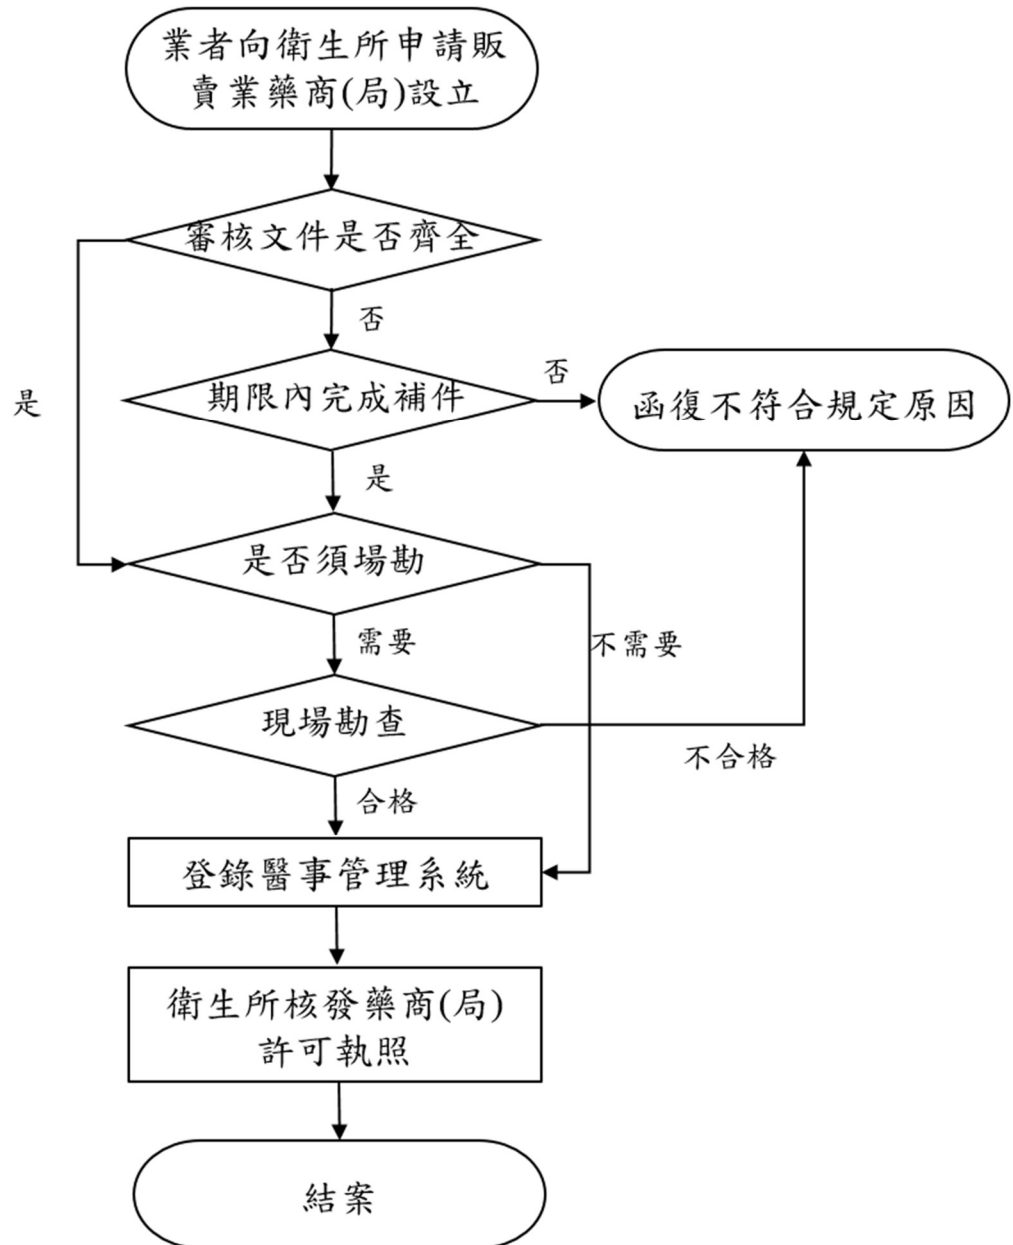 業者向衛生所申請販
賣業藥商(局)設立
審核文件是否齊全
否
期限內完成補件
否
函復不符合規定原因
是
是
是否須場勘
需要
不需要
現場勘查
不合格
合格
登錄醫事管理系統
衛生所核發藥商(局)
許可執照
結案